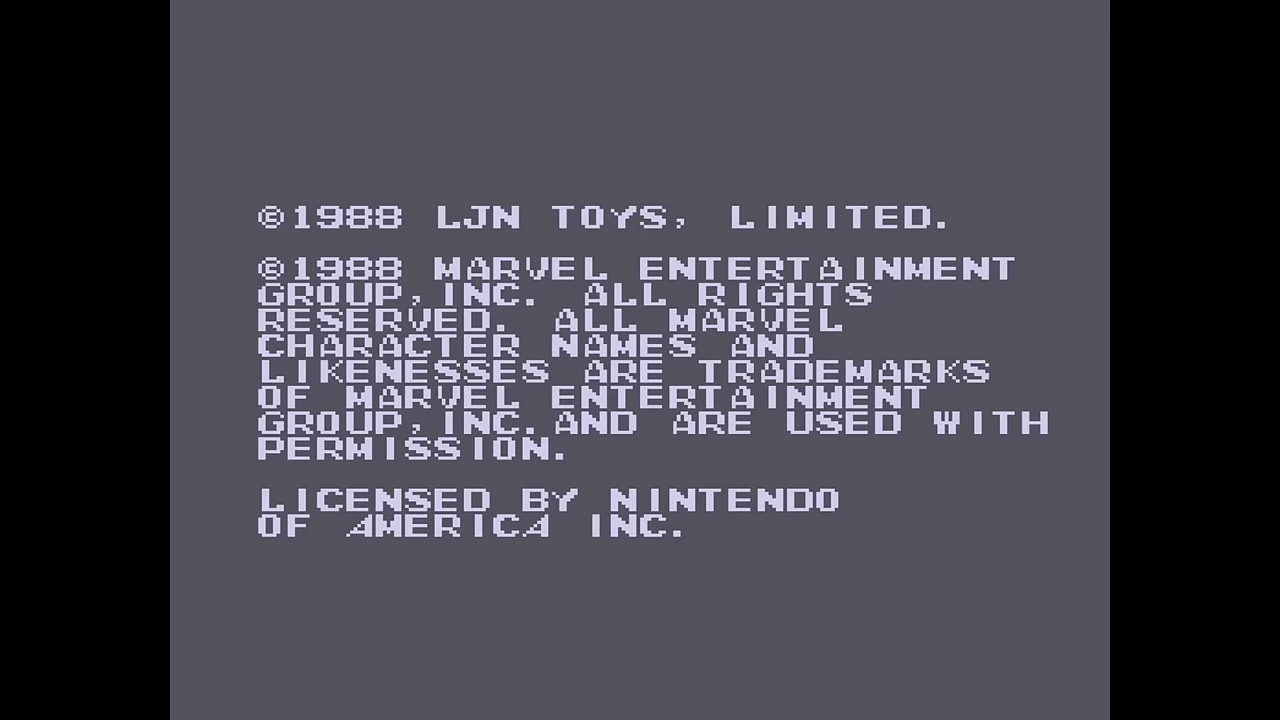 ©1988 LJN TOYS, LIMITED.
©1988 MARVEL ENTERTAINMENT
GROUP,INC. ALL RIGHTS
RESERVED. ALL MARVEL
CHARACTER NAMES AND
LIKENESSES ARE TRADEMARKS
OF MARVEL ENTERTAINMENT
GROUP,INC.AND ARE USED WITH
PERMISSION.
LICENSED BY NINTENDO
OF AMERICA INC.